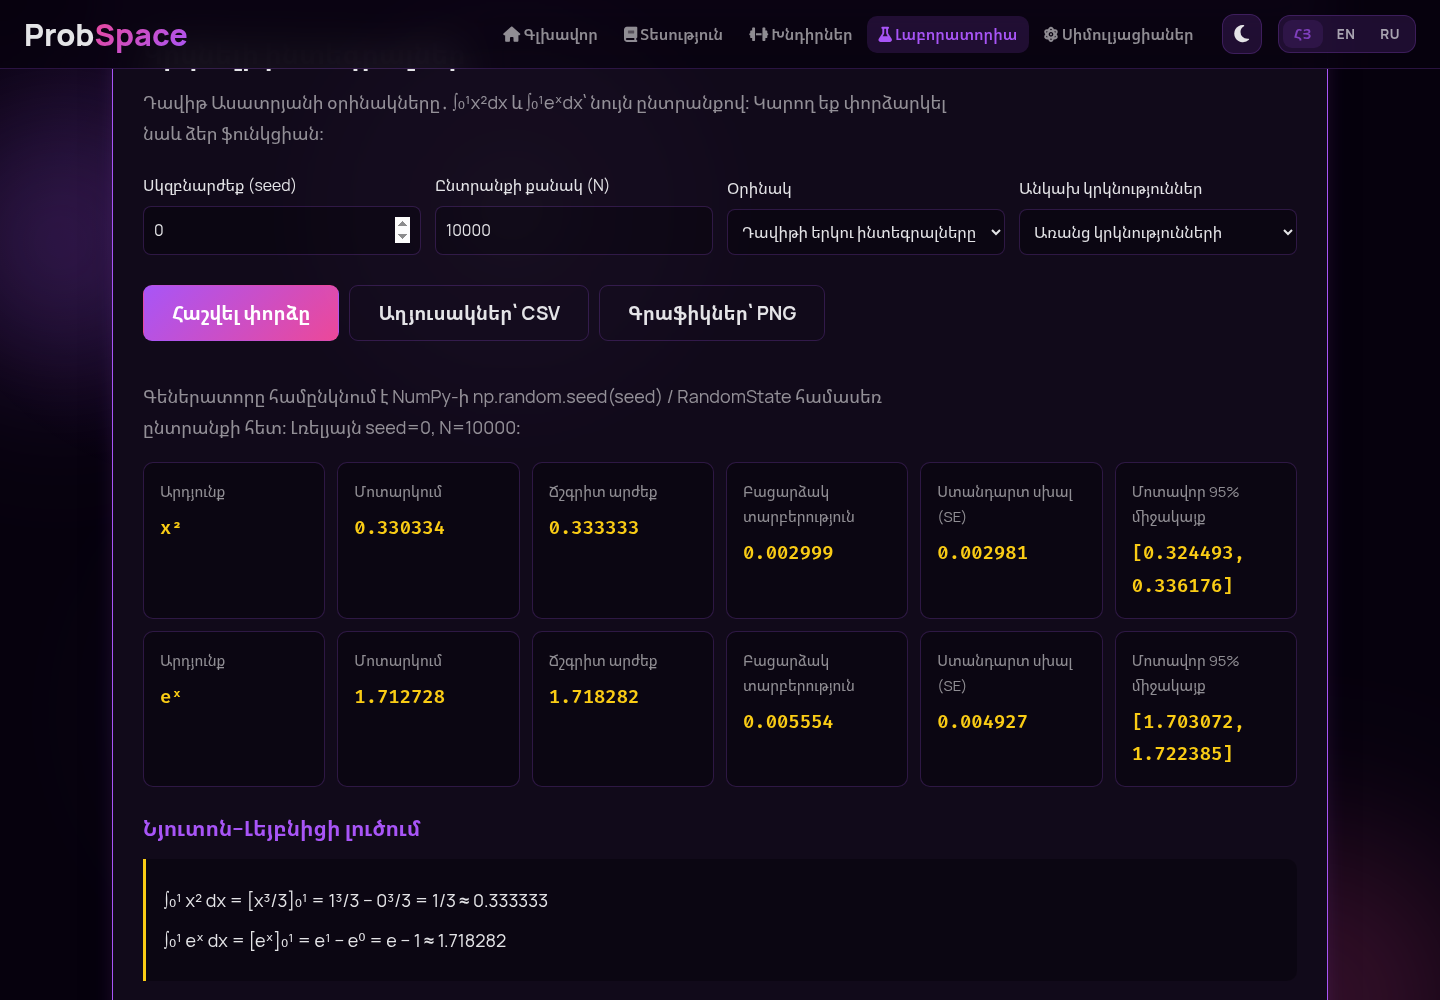 ProbSpace
Գլխավոր
Տեսություն
Խնդիրներ
Լաբորատորիա
Սիմուլյացիաներ
ՀՅ
EN
RU
Դավիթ Ասատրյանի օրինակները. ∫₀¹x²dx և ∫₀¹eˣdx՝ նույն ընտրանքով: Կարող եք փորձարկել
նաև ձեր ֆունկցիան:
Սկզբնարժեք (seed)
Ընտրանքի քանակ (N)
Օրինակ
Անկախ կրկնություններ
0
10000
Դավիթի երկու ինտեգրալները
Առանց կրկնությունների
Հաշվել փորձը
Աղյուսակներ՝ CSV
Գրաֆիկներ՝ PNG
Գեներատորը համընկնում է NumPy-ի np.random.seed(seed) / RandomState համասեռ
ընտրանքի հետ: Լռելյայն seed=0, N=10000:
Արդյունք
x²
Մոտարկում
0.330334
Ճշգրիտ արժեք
0.333333
Բացարձակ
տարբերություն
0.002999
Ստանդարտ սխալ
(SE)
0.002981
Մոտավոր 95%
միջակայք
[0.324493,
0.336176]
Արդյունք
eˣ
Մոտարկում
1.712728
Ճշգրիտ արժեք
1.718282
Բացարձակ
տարբերություն
0.005554
Ստանդարտ սխալ
(SE)
0.004927
Մոտավոր 95%
միջակայք
[1.703072,
1.722385]
Նյուտոն–Լեյբնիցի լուծում
∫₀¹ x² dx = [x³/3]₀¹ = 1³/3 − 0³/3 = 1/3 ≈ 0.333333
∫₀¹ eˣ dx = [eˣ]₀¹ = e¹ − e⁰ = e − 1 ≈ 1.718282